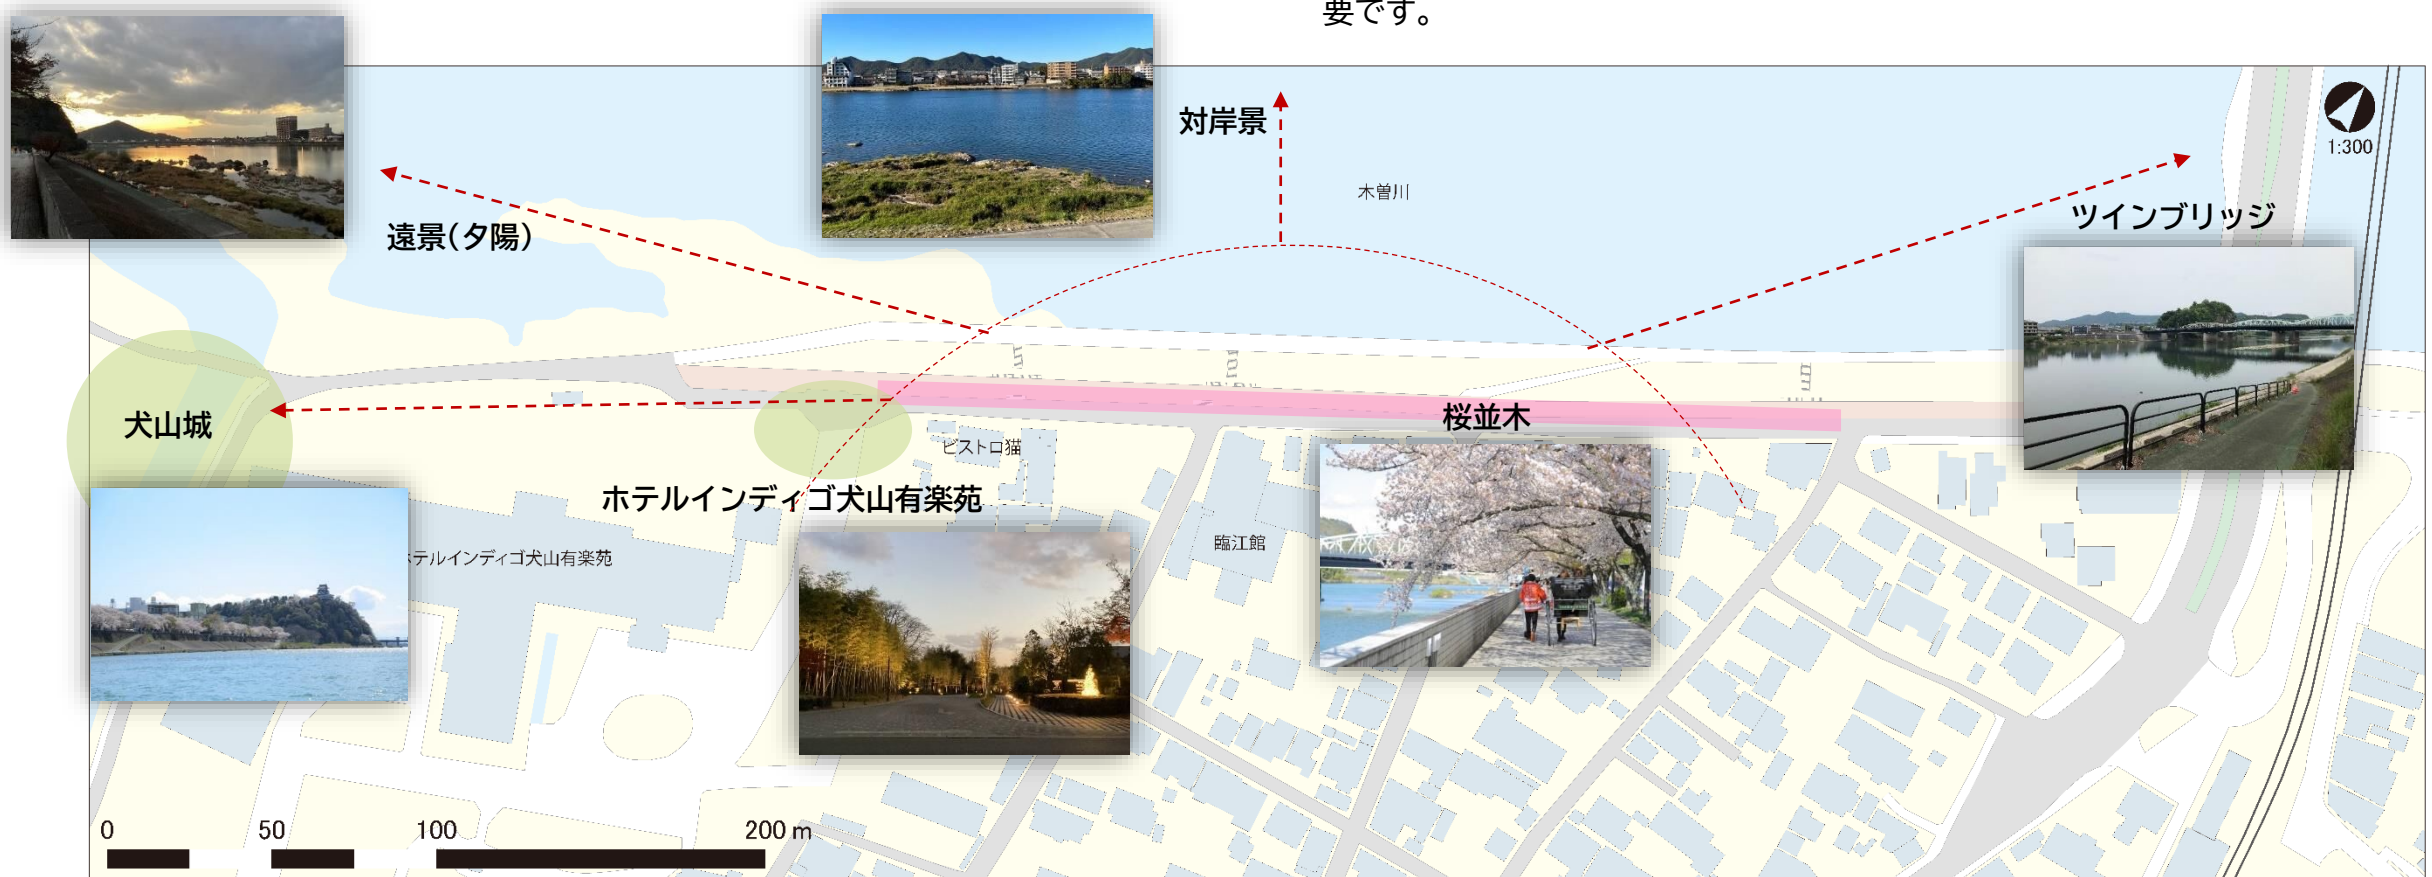 要です。
対岸景
1:300
木曽川
ツインブリッジ
遠景(夕陽)
犬山城
桜並木
ビストロ猫
ホテルインディゴ犬山有楽苑
臨江館
テルインディゴ犬山有楽苑
0 50 100 200 m